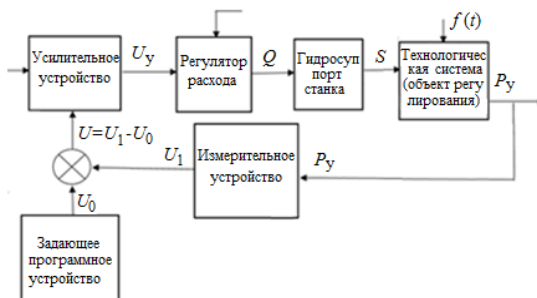 f(t)
Усилительное
устройство
Uу
Регулятор
расхода
Q
Гидросуп
порт
станка
S
Технологичес
кая система
(объект регу
лирования)
Pу
U=U1-U0
U1
Измерительное
устройство
Pу
U0
Задающее
программное
устройство